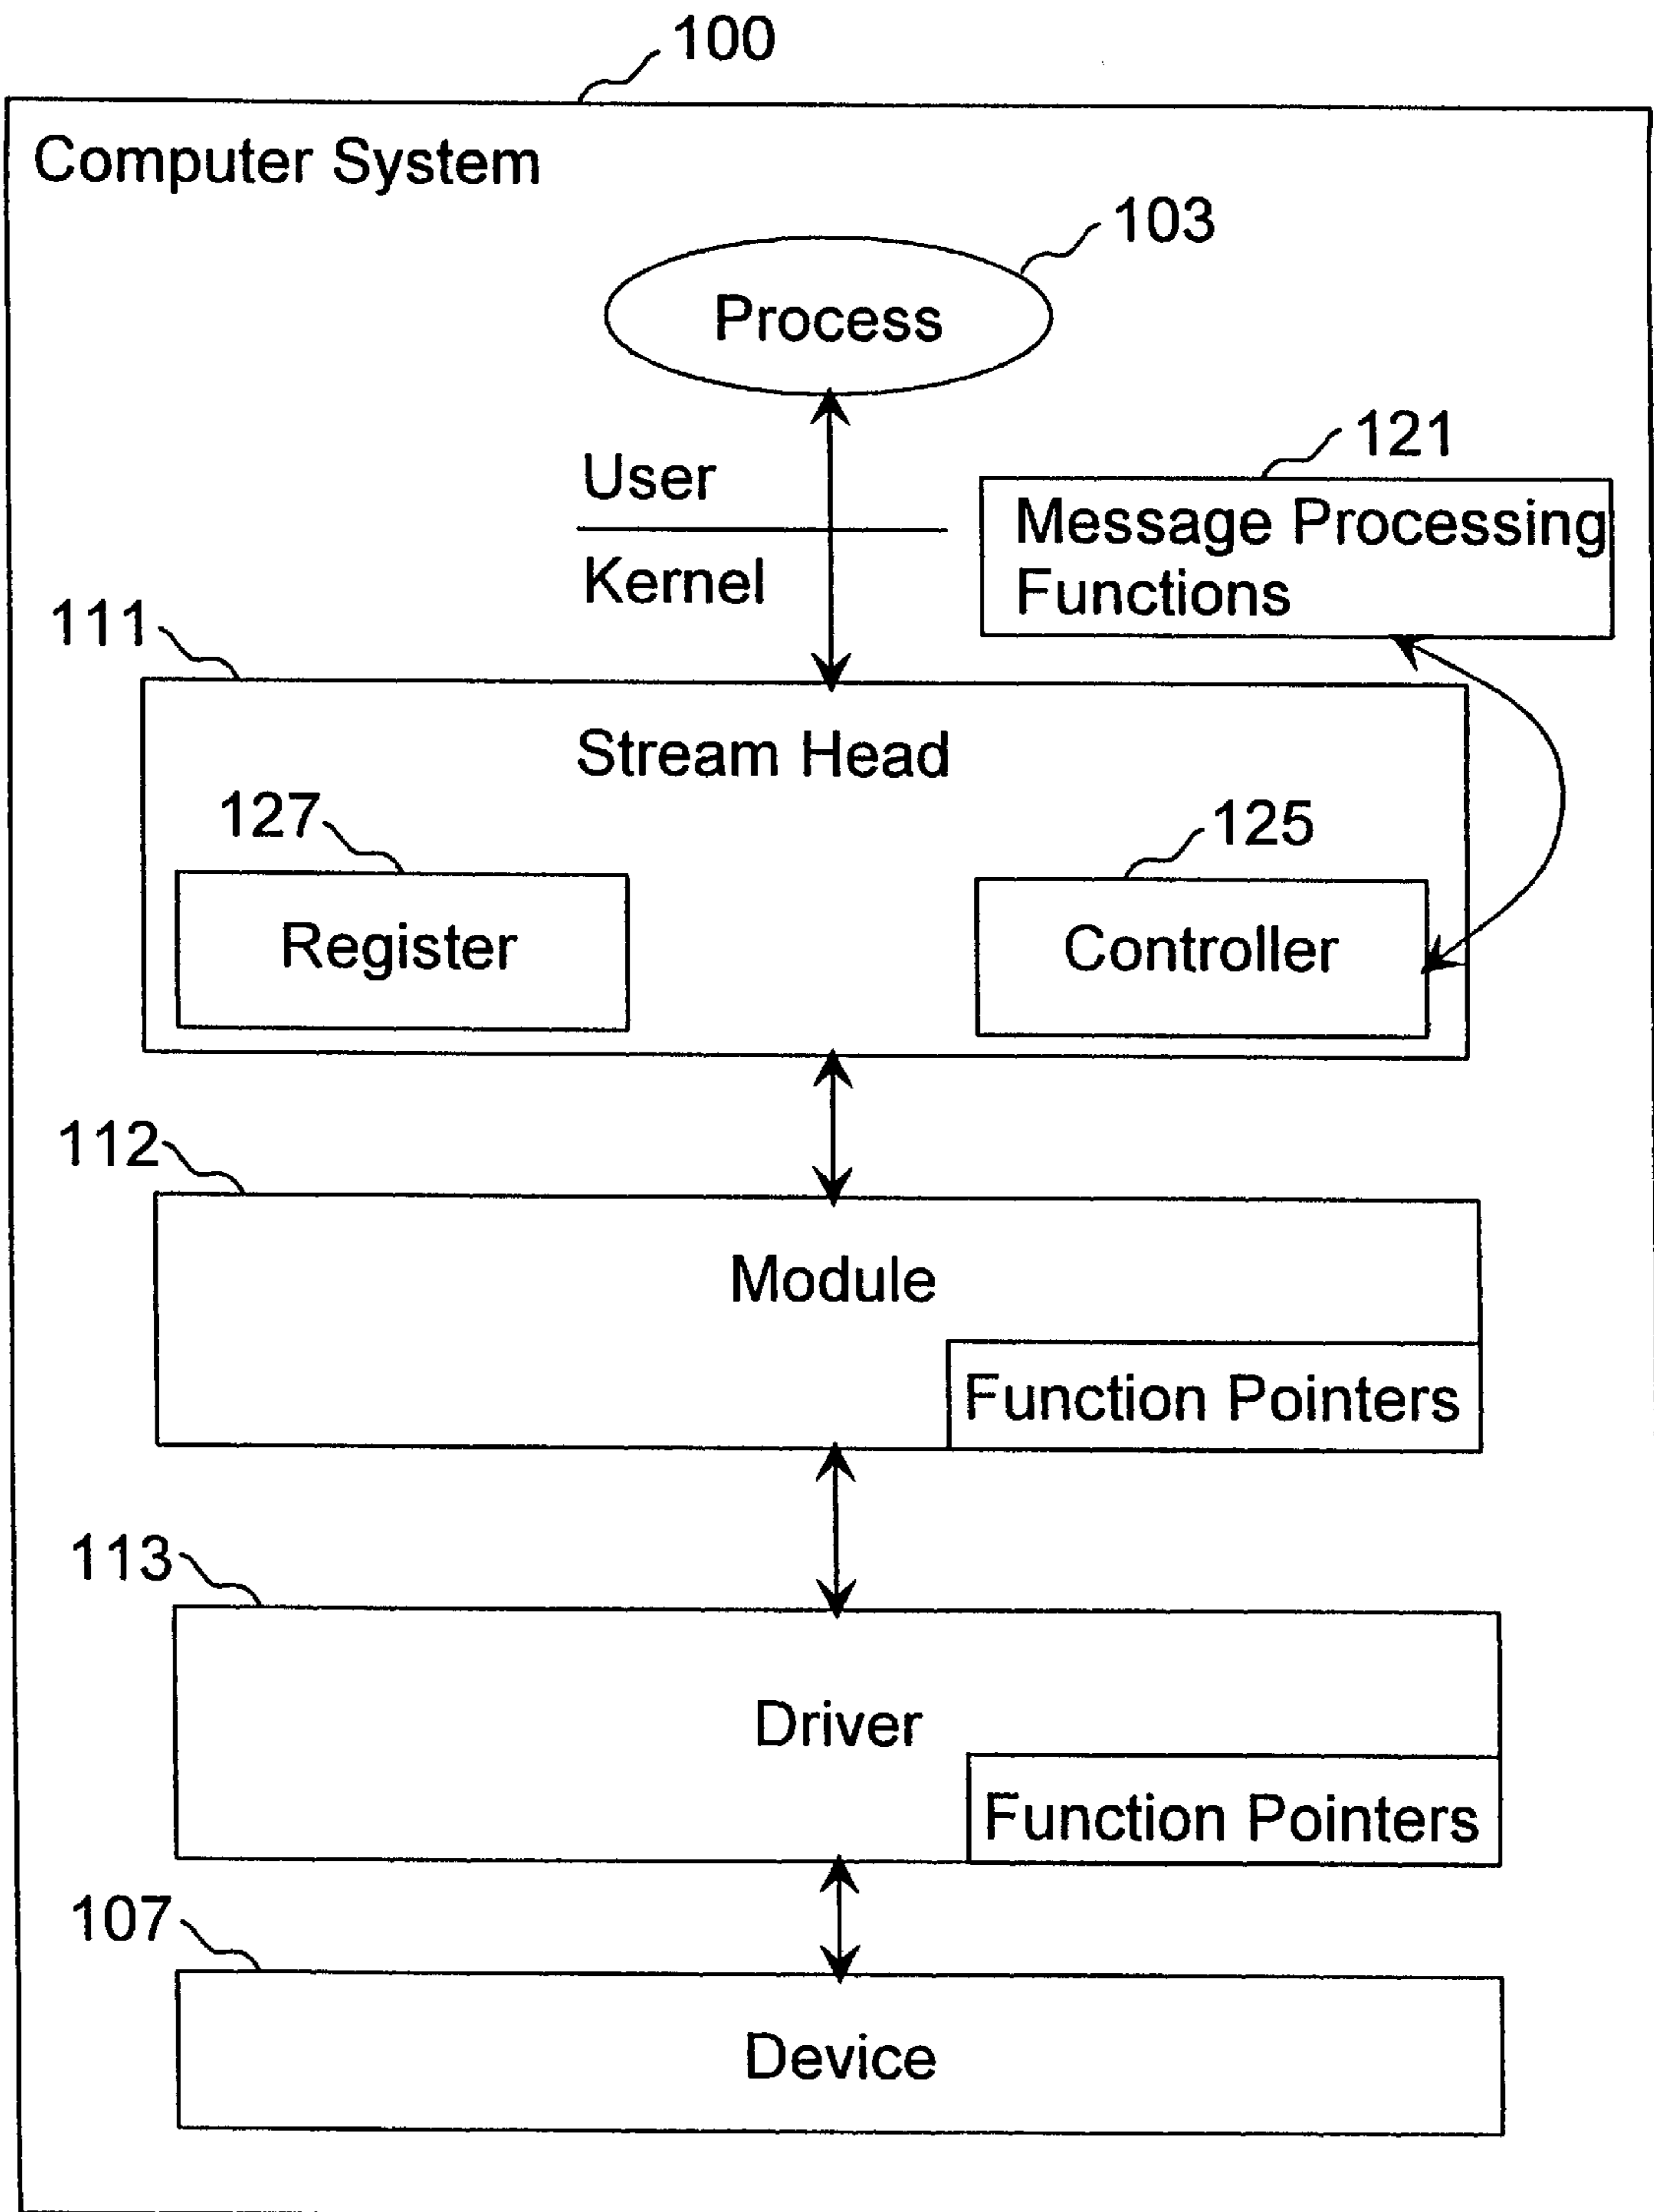 100
Computer System
103
Process
User
Kernel
121
Message Processing
Functions
111
Stream Head
127
Register
125
Controller
112
Module
Function Pointers
113
Driver
Function Pointers
107
Device